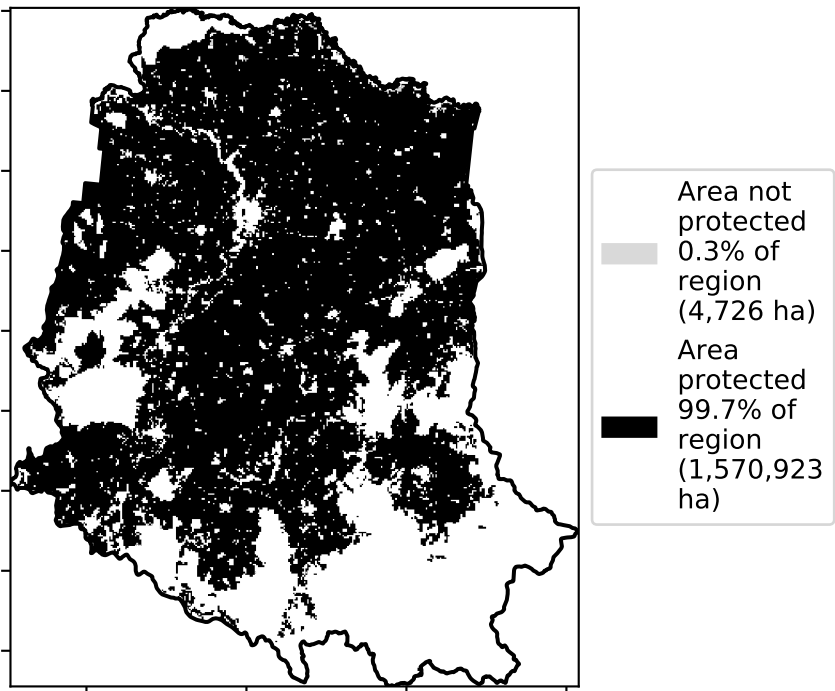 Area not
protected
0.3% of
region
(4,726 ha)
Area
protected
99.7% of
region
(1,570,923
ha)